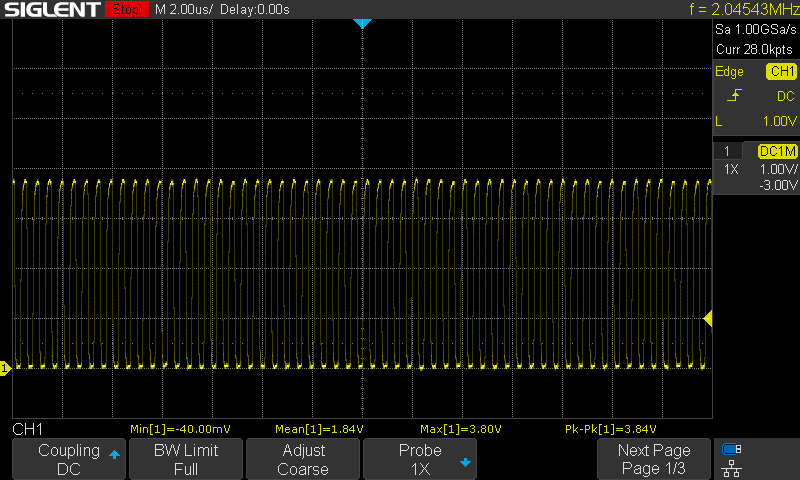 SIGLENT Stop M 2.00us/ Delay:0.00s f = 2.04543MHz
Sa 1.00GSa/s
Curr 28.0kpts
Edge CH1
DC
L 1.00V
1 DC1M
1X 1.00V/
-3.00V
1
CH1 Min[1]=-40.00mV Mean[1]=1.84V Max[1]=3.80V Pk-Pk[1]=3.84V
Coupling BW Limit Adjust Probe Next Page
DC Full Coarse 1X Page 1/3